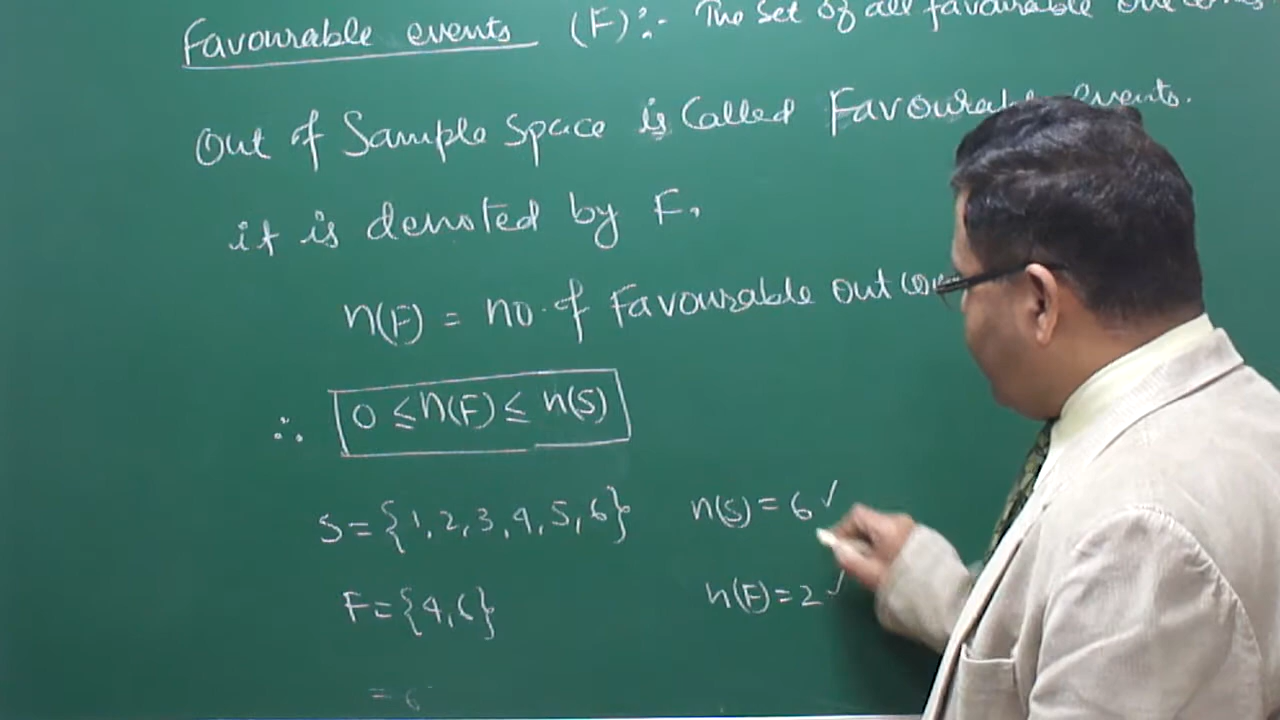 Favourable events (F):- The set of all favourable
out of Sample space is called Favourable events.
it is denoted by F,
n(F) = no. of Favourable
∴ 0 ≤ n(F) ≤ n(S)
S = {1, 2, 3, 4, 5, 6} n(S) = 6 ✓
F = {4, 6} n(F) = 2 ✓
= 6